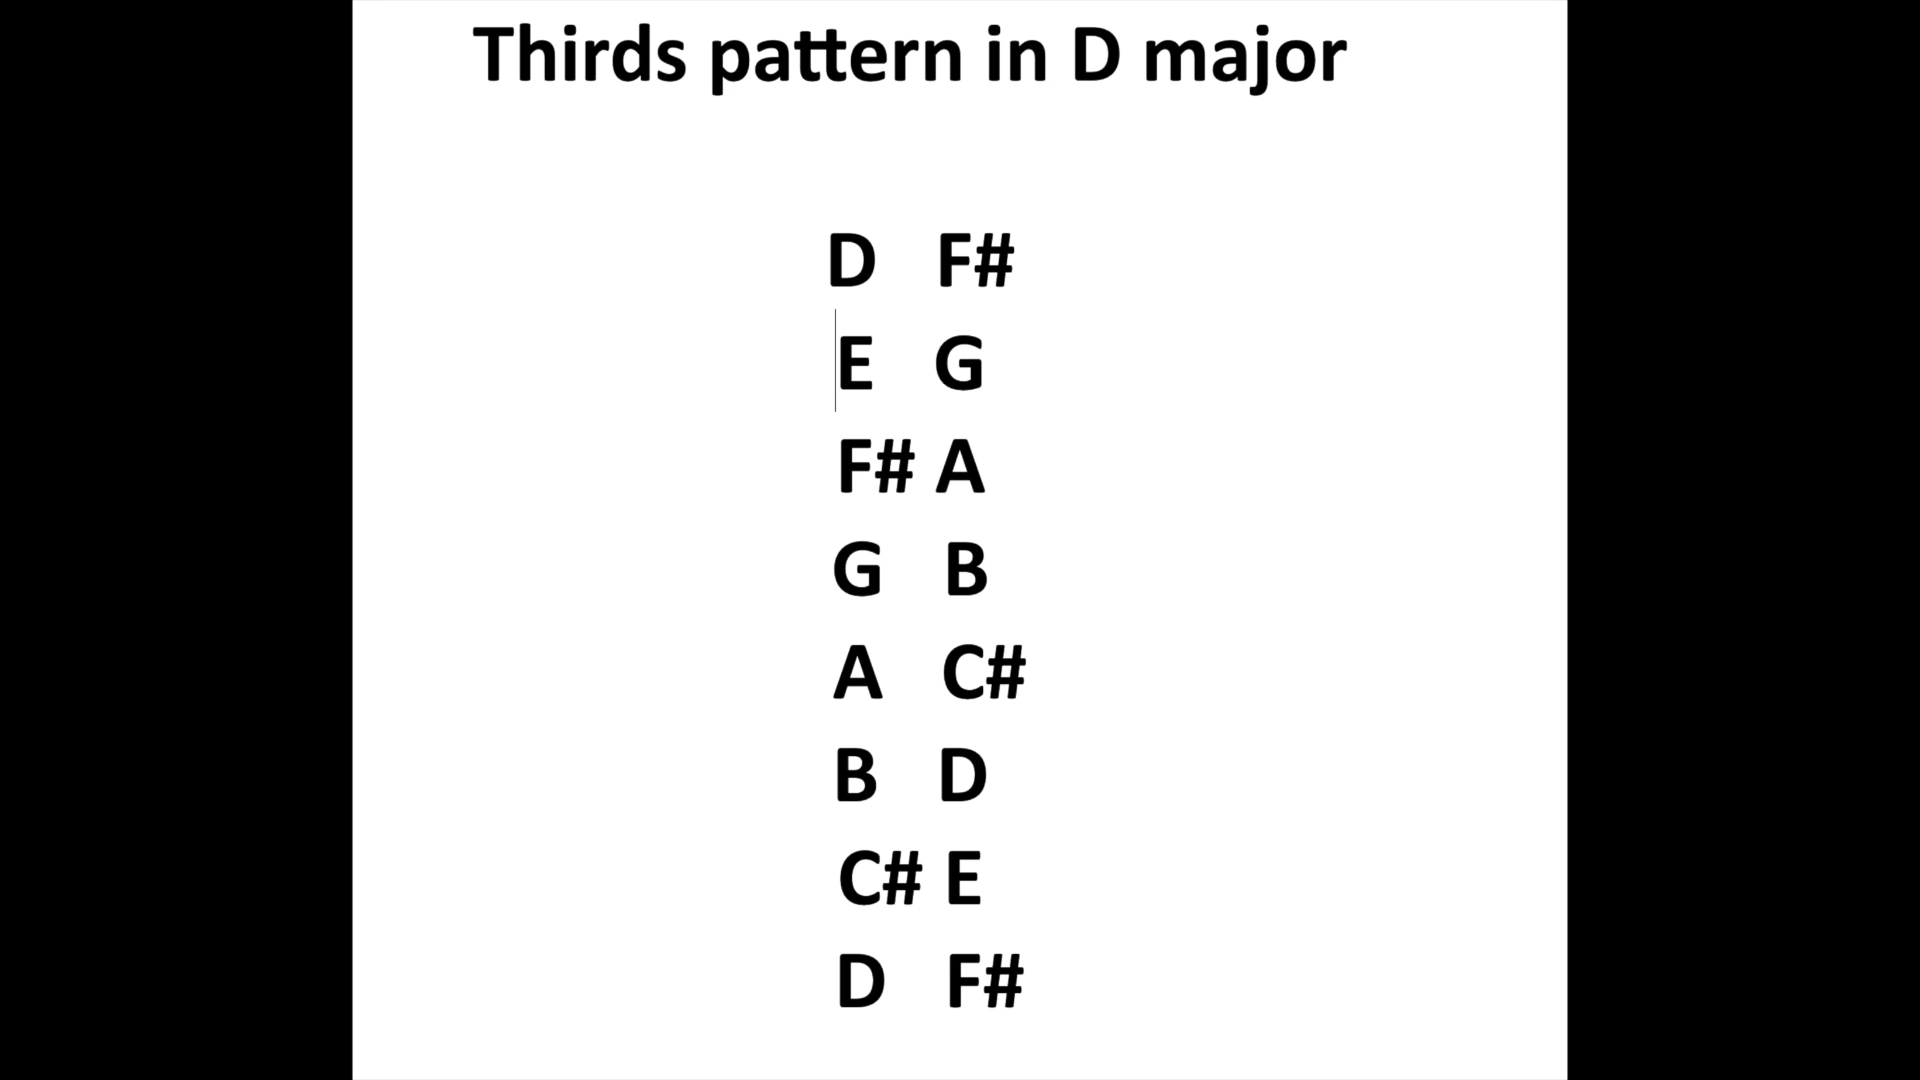 Thirds pattern in D major
D F#
E G
F# A
G B
A C#
B D
C# E
D F#